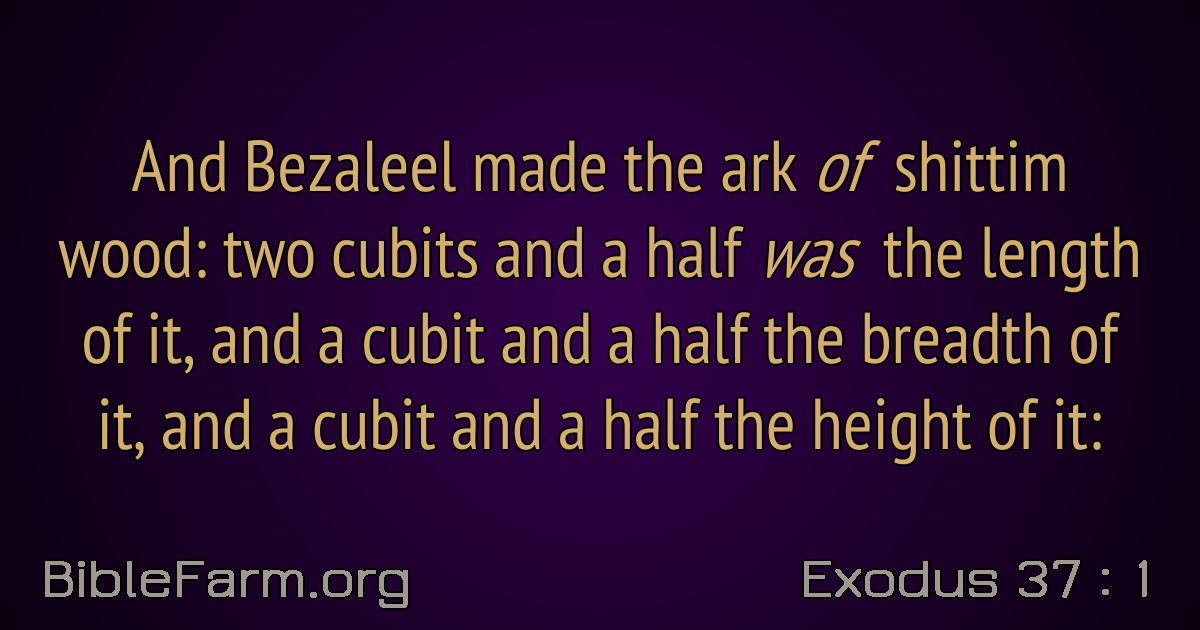 And Bezaleel made the ark of shittim
wood: two cubits and a half was the length
of it, and a cubit and a half the breadth of
it, and a cubit and a half the height of it:
BibleFarm.org
Exodus 37 : 1